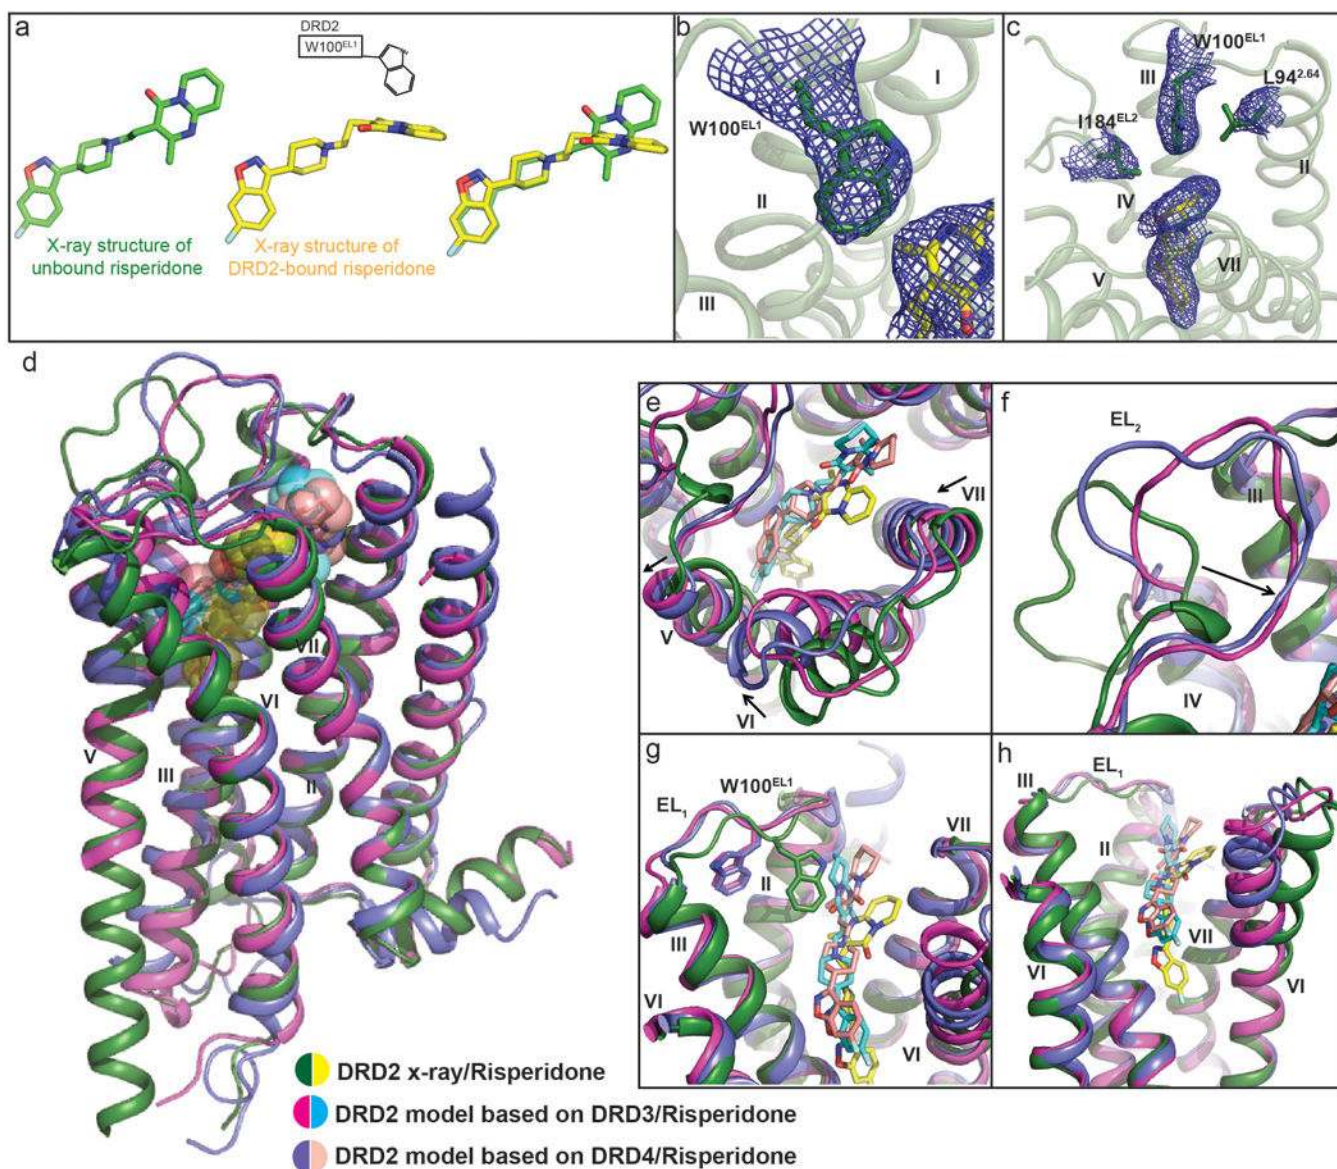 a
DRD2
W100EL1
N
X-ray structure of
unbound risperidone
X-ray structure of
DRD2-bound risperidone
b
I
W100EL1
II
III
c
W100EL1
III
L942.64
I184EL2
II
IV
V
VII
d
VII
VI
V
III
II
DRD2 x-ray/Risperidone
DRD2 model based on DRD3/Risperidone
DRD2 model based on DRD4/Risperidone
e
VII
V
VI
f
EL2
III
IV
g
W100EL1
EL1
VII
II
III
VI
VI
h
EL1
III
II
VII
VI
VI